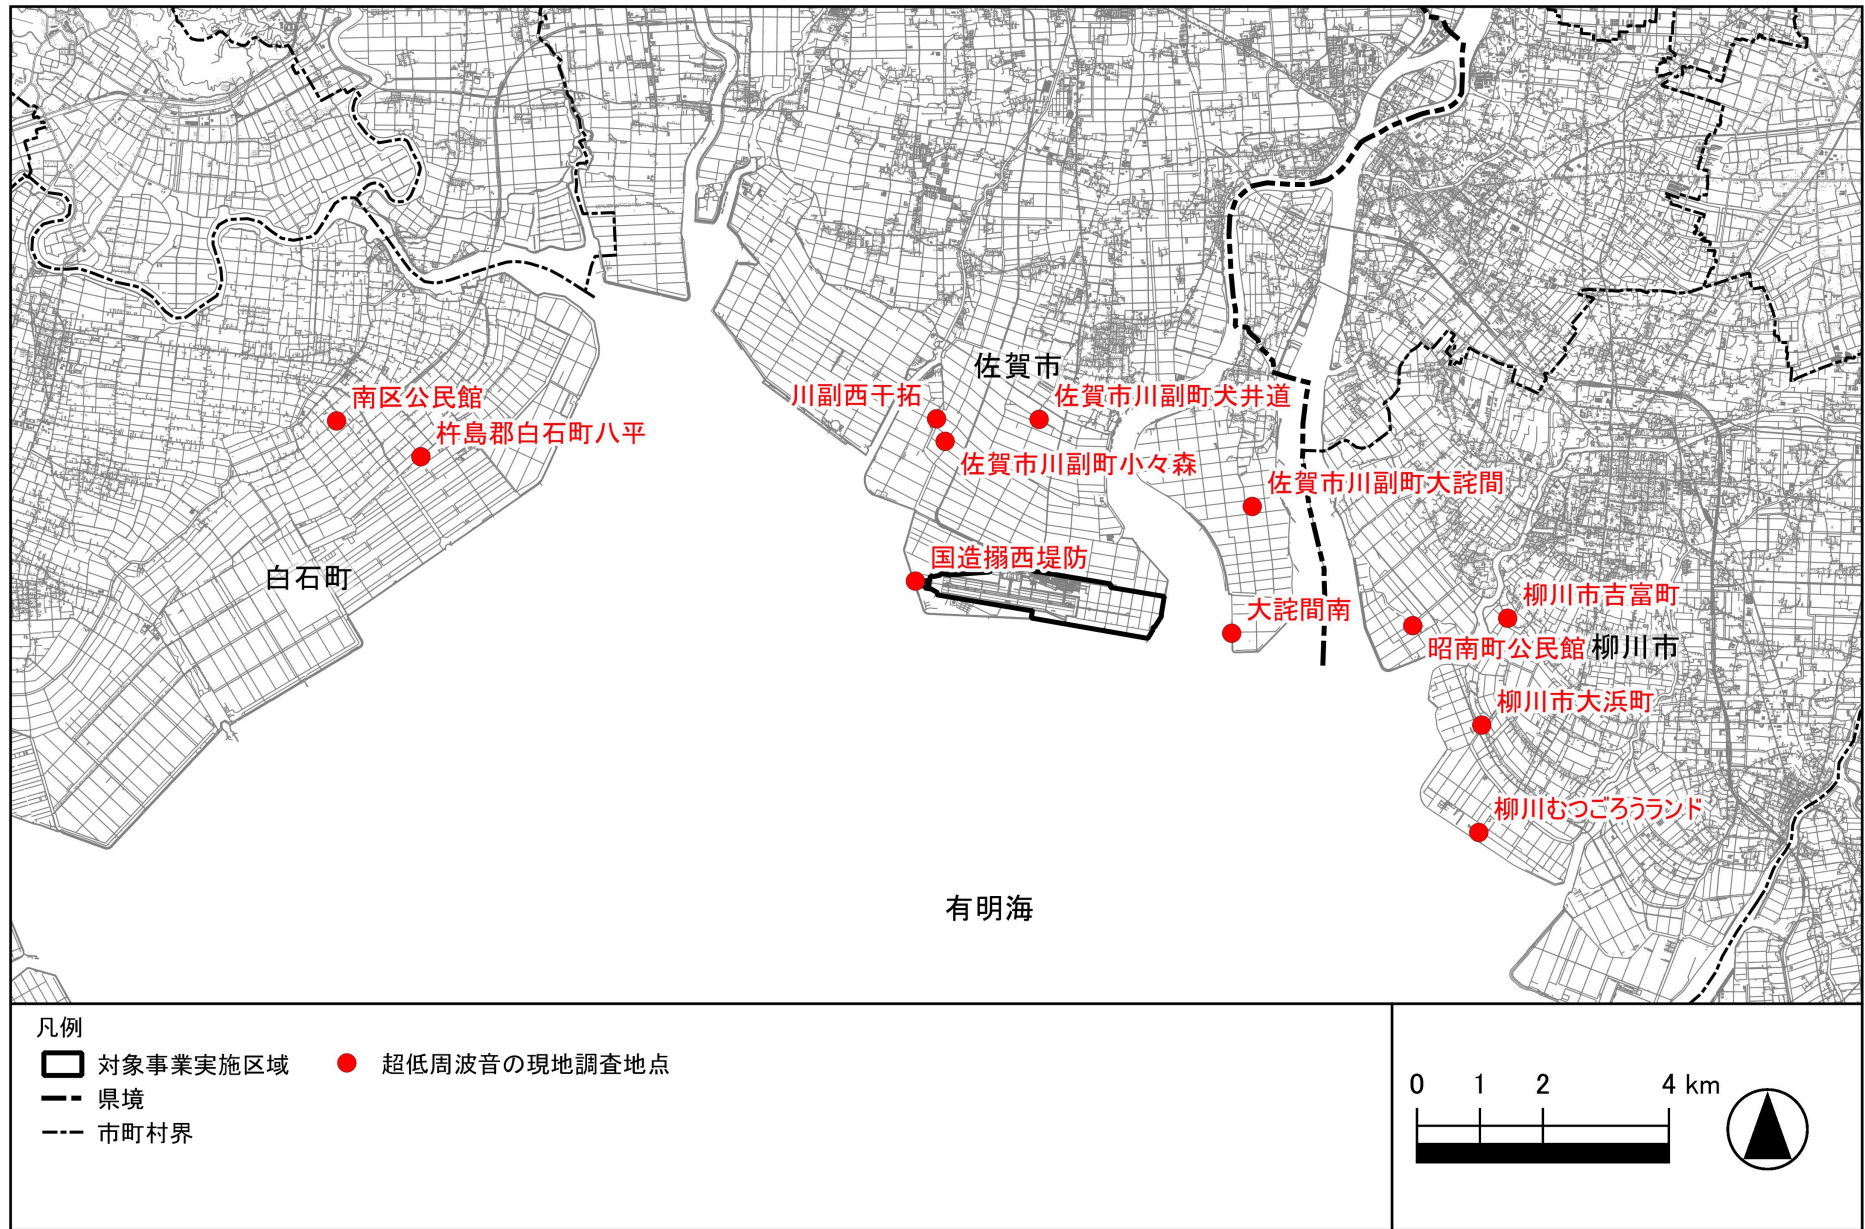 佐賀市
南区公民館
川副西干拓
佐賀市川副町犬井道
杵島郡白石町八平
佐賀市川副町小々森
佐賀市川副町大詫間
国造搦西堤防
白石町
大詫間南
柳川市吉富町
昭南町公民館
柳川市
柳川市大浜町
柳川むつごろうランド
有明海
凡例
対象事業実施区域
超低周波音の現地調査地点
県境
市町村界
0 1 2 4 km